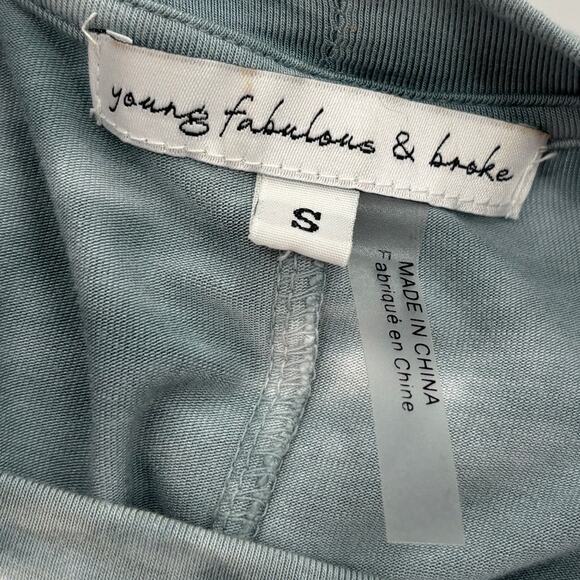 young fabulous & broke
S
MADE IN CHINA
Fabriqué en Chine